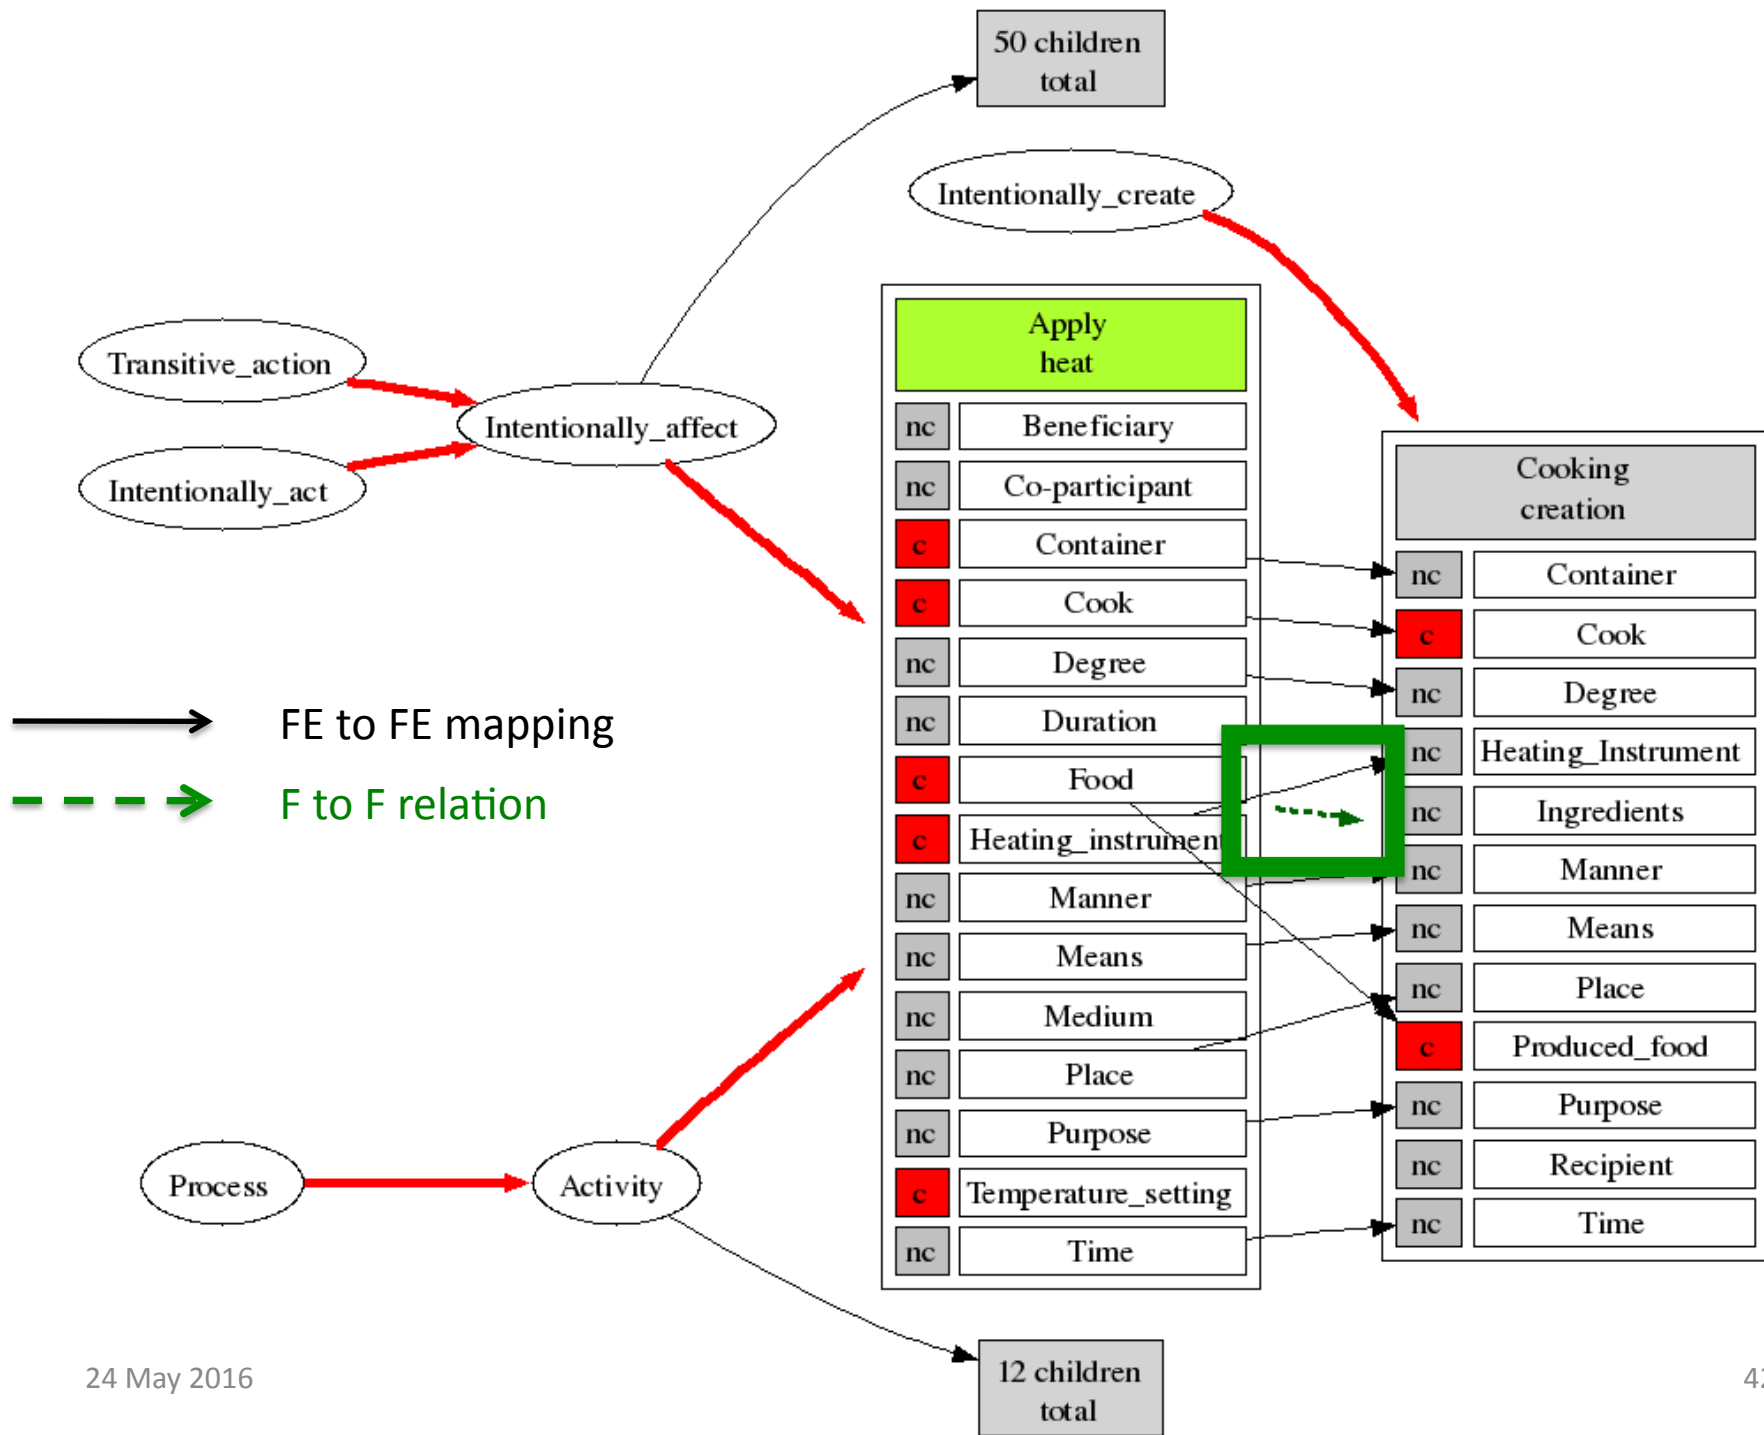 50 children
total
Intentionally_create
Transitive_action
Intentionally_affect
Intentionally_act
FE to FE mapping
F to F relation
Process
Activity
12 children
total
Apply
heat
nc Beneficiary
nc Co-participant
c Container
c Cook
nc Degree
nc Duration
c Food
c Heating_instrument
nc Manner
nc Means
nc Medium
nc Place
nc Purpose
c Temperature_setting
nc Time
Cooking
creation
nc Container
c Cook
nc Degree
nc Heating_Instrument
nc Ingredients
nc Manner
nc Means
nc Place
c Produced_food
nc Purpose
nc Recipient
nc Time
24 May 2016